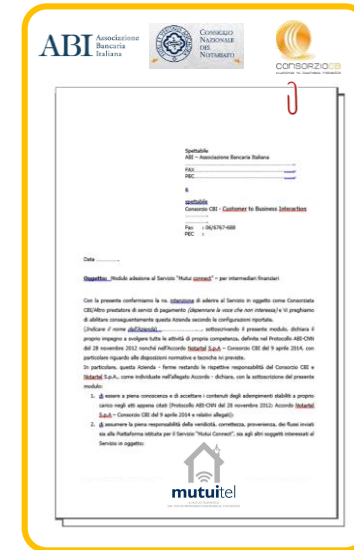 ABI Associazione
Bancaria
Italiana
CONSIGLIO
NAZIONALE
DEL
NOTARIATO
CONSORZIOCBI
CUSTOMER TO BUSINESS INTERACTION
Spettabile
ABI – Associazione Bancaria Italiana
FAX
PEC
&
spettabile
Consorzio CBI - Customer to Business Interaction
Fax : 06/6767-688
PEC :
Data ..............
Oggetto: Modulo adesione al Servizio "Mutui connect" – per intermediari finanziari
Con la presente confermiamo la ns. intenzione di aderire al Servizio in oggetto come Consorziata
CBI/Altro prestatore di servizi di pagamento (depennare la voce che non interessa) e Vi preghiamo
di abilitare conseguentemente questa Azienda secondo le configurazioni riportate.
(Indicare il nome dell'Azienda)...................., sottoscrivendo il presente modulo, dichiara il
proprio impegno a svolgere tutte le attività di propria competenza, definite nel Protocollo ABI-CNN
del 28 novembre 2012 nonché nell'Accordo Notartel S.p.A – Consorzio CBI del 9 aprile 2014, con
particolare riguardo alle disposizioni normative e tecniche ivi previste.
In particolare, questa Azienda - ferme restando le rispettive responsabilità del Consorzio CBI e
Notartel S.p.A., come individuate nell'allegato Accordo - dichiara, con la sottoscrizione del presente
modulo:
1. di essere a piena conoscenza e di accettare i contenuti degli adempimenti stabiliti a proprio
carico negli atti appena citati (Protocollo ABI-CNN del 28 novembre 2012; Accordo Notartel
S.p.A – Consorzio CBI del 9 aprile 2014 e relativi allegati);
2. di assumere la piena responsabilità della veridicità, correttezza, provenienza, dei flussi inviati
sia alla Piattaforma istituita per il Servizio "Mutui Connect", sia agli altri soggetti interessati al
Servizio in oggetto;
mutuitel